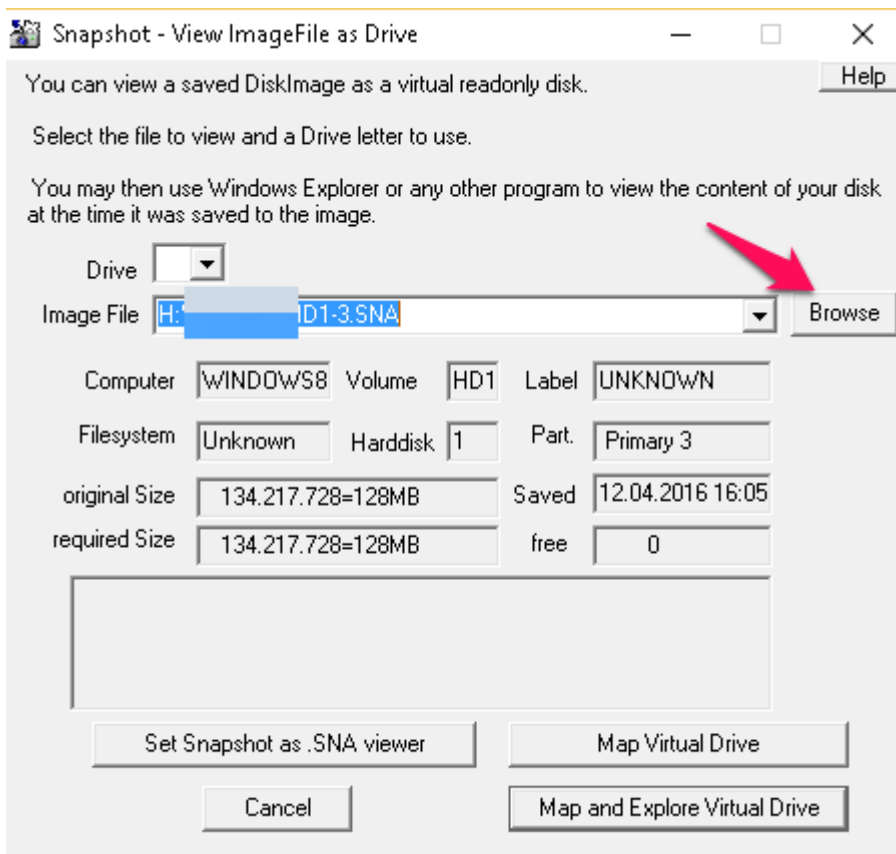 Snapshot - View ImageFile as Drive
You can view a saved DiskImage as a virtual readonly disk.
Help
Select the file to view and a Drive letter to use.
You may then use Windows Explorer or any other program to view the content of your disk
at the time it was saved to the image.
Drive
Image File H: D1-3.SNA Browse
Computer WINDOWS8 Volume HD1 Label UNKNOWN
Filesystem Unknown Harddisk 1 Part. Primary 3
original Size 134.217.728=128MB Saved 12.04.2016 16:05
required Size 134.217.728=128MB free 0
Set Snapshot as .SNA viewer Map Virtual Drive
Cancel Map and Explore Virtual Drive